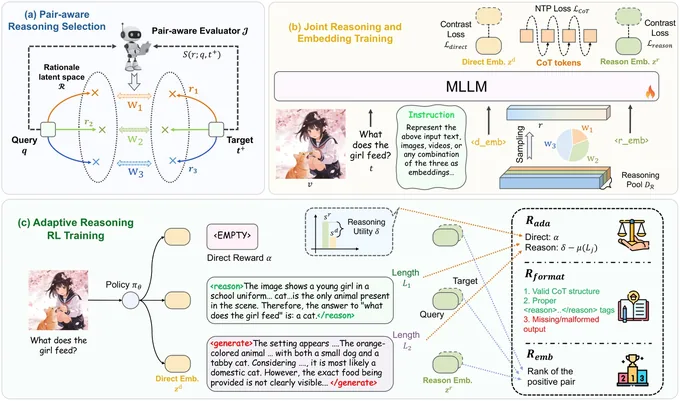 (a) Pair-aware
Reasoning Selection
Pair-aware
Evaluator 𝒥
S(r; q, t⁺)
Rationale
latent space
ℛ
r₁
W₁
r₂
W₂
W₃
r₃
Query
q
Target
t⁺
(b) Joint Reasoning and
Embedding Training
Contrast
Loss
ℒdirect
Direct Emb. zᵈ
NTP Loss ℒCoT
CoT tokens
Contrast
Loss
ℒreason
Reason Emb. zʳ
MLLM
v
What
does the
girl feed?
t
Instruction
Represent the
above input text,
images, videos, or
any combination
of the three as
embeddings...
<d_emb>
r
Sampling
W₁
W₃
W₂
<r_emb>
Reasoning
Pool D_R
(c) Adaptive Reasoning
RL Training
What does the
girl feed?
Policy πθ
Direct Emb.
zᵈ
<EMPTY>
Direct Reward α
sʳ
sᵈ
Reasoning
Utility δ
<reason>The image shows a young girl in a
school uniform... cat...is the only animal present
in the scene. Therefore, the answer to "what
does the girl feed" is: a cat.</reason>
Length
L₁
<generate>The setting appears ....The orange-
colored animal ... with both a small dog and a
tabby cat. Considering ...., it is most likely a
domestic cat. However, the exact food being
provided is not clearly visible... </generate>
Length
L₂
Target
Query
Reason Emb.
zʳ
R_ada
Direct: α
Reason: δ − μ(Lⱼ)
R_format
1. Valid CoT structure
2. Proper
<reason>..</reason> tags
3. Missing/malformed
output
R_emb
Rank of the
positive pair
2 1 3